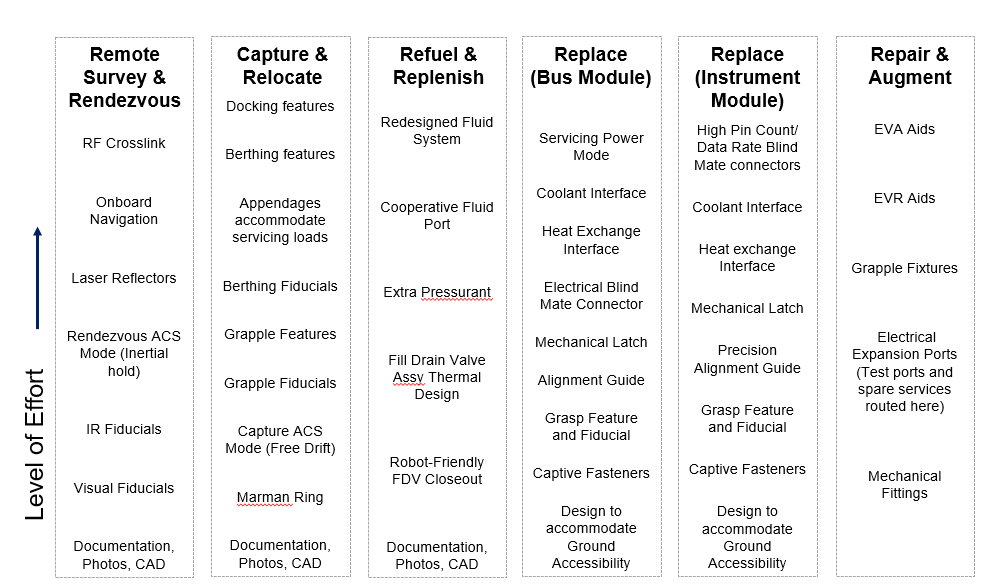 Remote
Survey &
Rendezvous
RF Crosslink
Onboard
Navigation
Laser Reflectors
Rendezvous ACS
Mode (Inertial
hold)
IR Fiducials
Visual Fiducials
Documentation,
Photos, CAD
Capture &
Relocate
Docking features
Berthing features
Appendages
accommodate
servicing loads
Berthing Fiducials
Grapple Features
Grapple Fiducials
Capture ACS
Mode (Free Drift)
Marman Ring
Documentation,
Photos, CAD
Refuel &
Replenish
Redesigned Fluid
System
Cooperative Fluid
Port
Extra Pressurant
Fill Drain Valve
Assy Thermal
Design
Robot-Friendly
FDV Closeout
Documentation,
Photos, CAD
Replace
(Bus Module)
Servicing Power
Mode
Coolant Interface
Heat Exchange
Interface
Electrical Blind
Mate Connector
Mechanical Latch
Alignment Guide
Grasp Feature
and Fiducial
Captive Fasteners
Design to
accommodate
Ground
Accessibility
Replace
(Instrument
Module)
High Pin Count/
Data Rate Blind
Mate connectors
Coolant Interface
Heat exchange
Interface
Mechanical Latch
Precision
Alignment Guide
Grasp Feature
and Fiducial
Captive Fasteners
Design to
accommodate
Ground
Accessibility
Repair &
Augment
EVA Aids
EVR Aids
Grapple Fixtures
Electrical
Expansion Ports
(Test ports and
spare services
routed here)
Mechanical
Fittings
Level of Effort